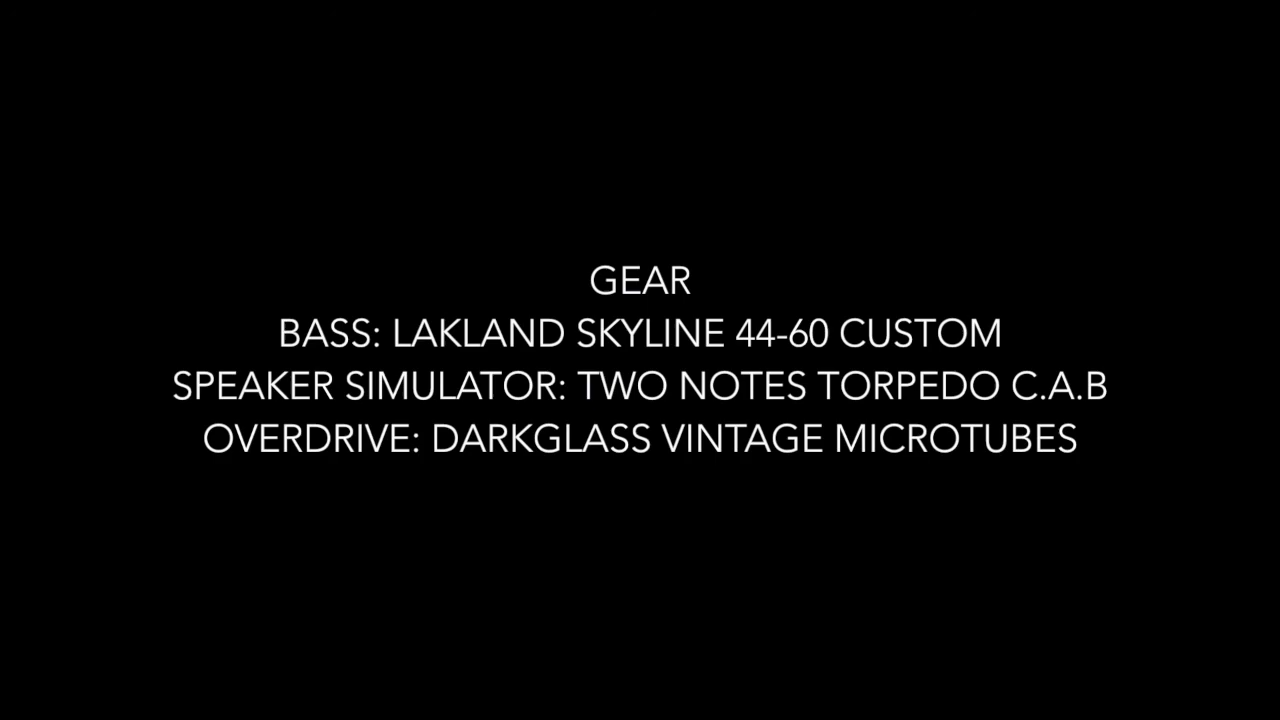 GEAR
BASS: LAKLAND SKYLINE 44-60 CUSTOM
SPEAKER SIMULATOR: TWO NOTES TORPEDO C.A.B
OVERDRIVE: DARKGLASS VINTAGE MICROTUBES